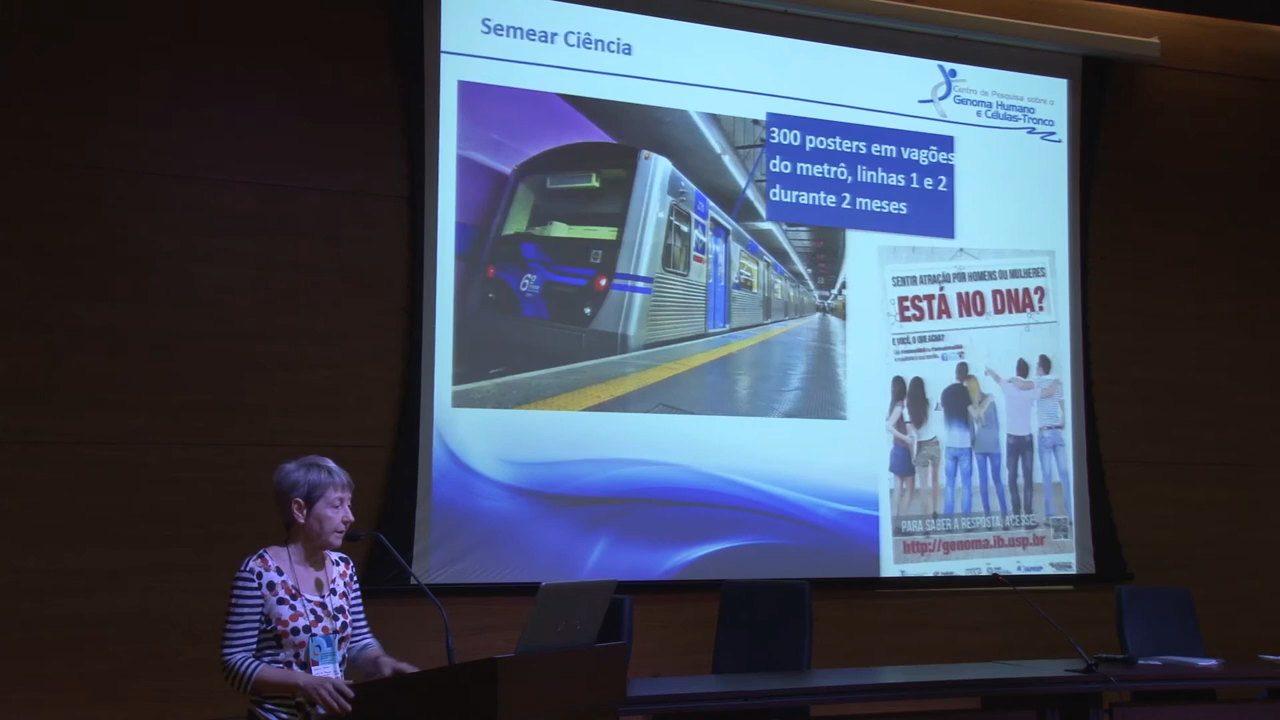 Semear Ciência
Centro de Pesquisa sobre o
Genoma Humano
e Células-Tronco
300 posters em vagões
do metrô, linhas 1 e 2
durante 2 meses
SENTIR ATRAÇÃO POR HOMENS OU MULHERES
ESTÁ NO DNA?
E VOCÊ, O QUE ACHA?
PARA SABER A RESPOSTA, ACESSE
http://genoma.ib.usp.br